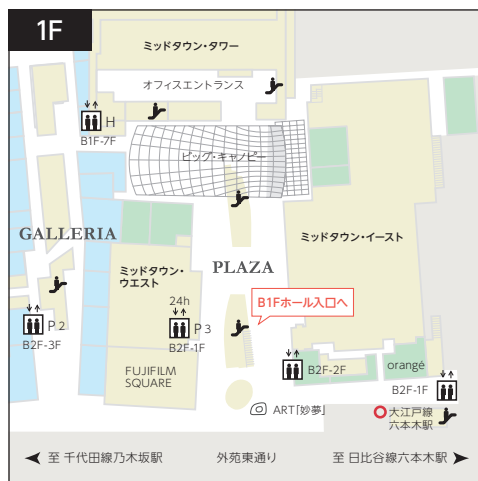 1F
ミッドタウン・タワー
オフィスエントランス
H
B1F-7F
ビッグ・キャノピー
GALLERIA
ミッドタウン・イースト
PLAZA
ミッドタウン・
ウエスト
B1Fホール入口へ
24h
P2
P3
B2F-3F
B2F-1F
B2F-2F
orangé
FUJIFILM
SQUARE
B2F-1F
ART「妙夢」
大江戸線
六本木駅
至 千代田線乃木坂駅
外苑東通り
至 日比谷線六本木駅